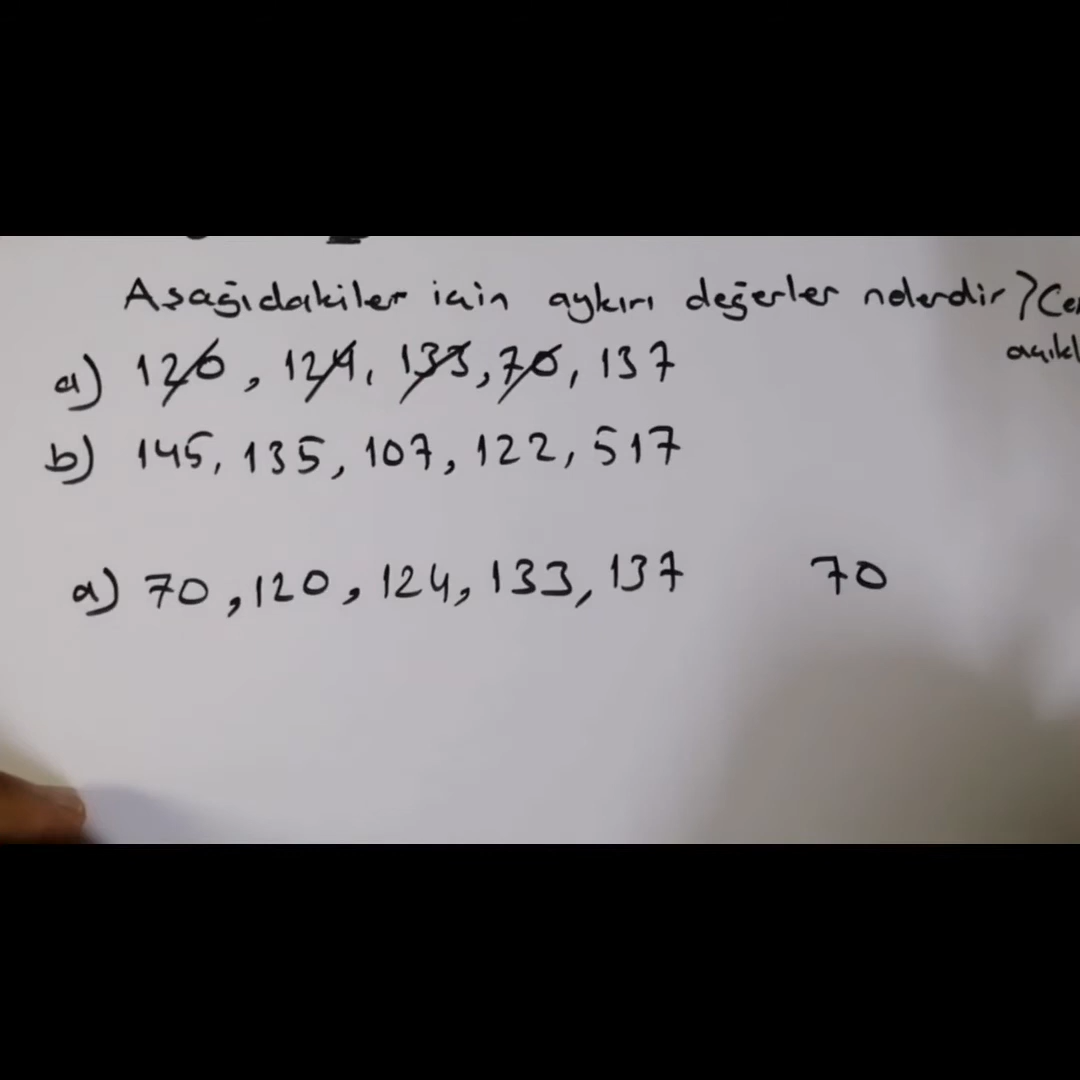 Aşağıdakiler için aykırı değerler nelerdir?
a) 120, 124, 133, 70, 137
b) 145, 135, 107, 122, 517
a) 70, 120, 124, 133, 137 70